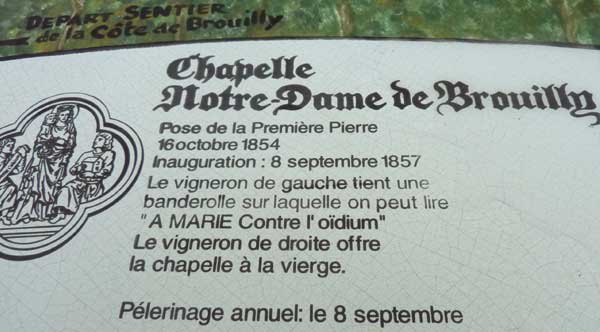 DEPART SENTIER
de la Côte de Brouilly
Chapelle
Notre-Dame de Brouilly
Pose de la Première Pierre
16 octobre 1854
Inauguration : 8 septembre 1857
Le vigneron de gauche tient une
banderolle sur laquelle on peut lire
"A MARIE Contre l'oïdium"
Le vigneron de droite offre
la chapelle à la vierge.
Pélerinage annuel: le 8 septembre